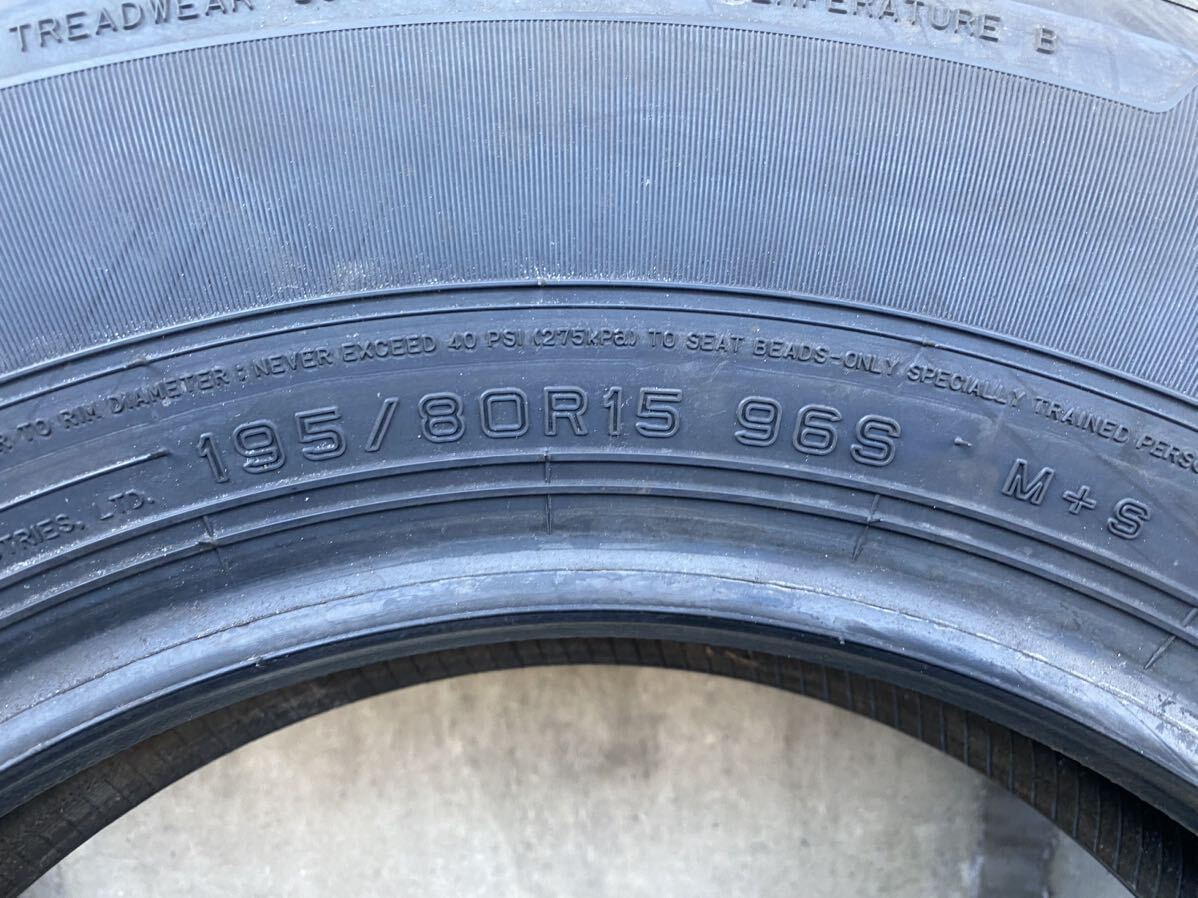 TREADWEAR
TEMPERATURE B
TO RIM DIAMETER : NEVER EXCEED 40 PSI (275kPa) TO SEAT BEADS-ONLY SPECIALLY TRAINED
195/80R15 96S M+S
LTD.